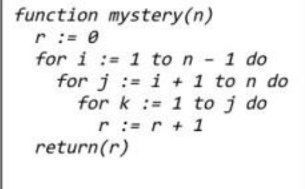 function mystery(n)
r := 0
for i := 1 to n - 1 do
for j := i + 1 to n do
for k := 1 to j do
r := r + 1
return(r)